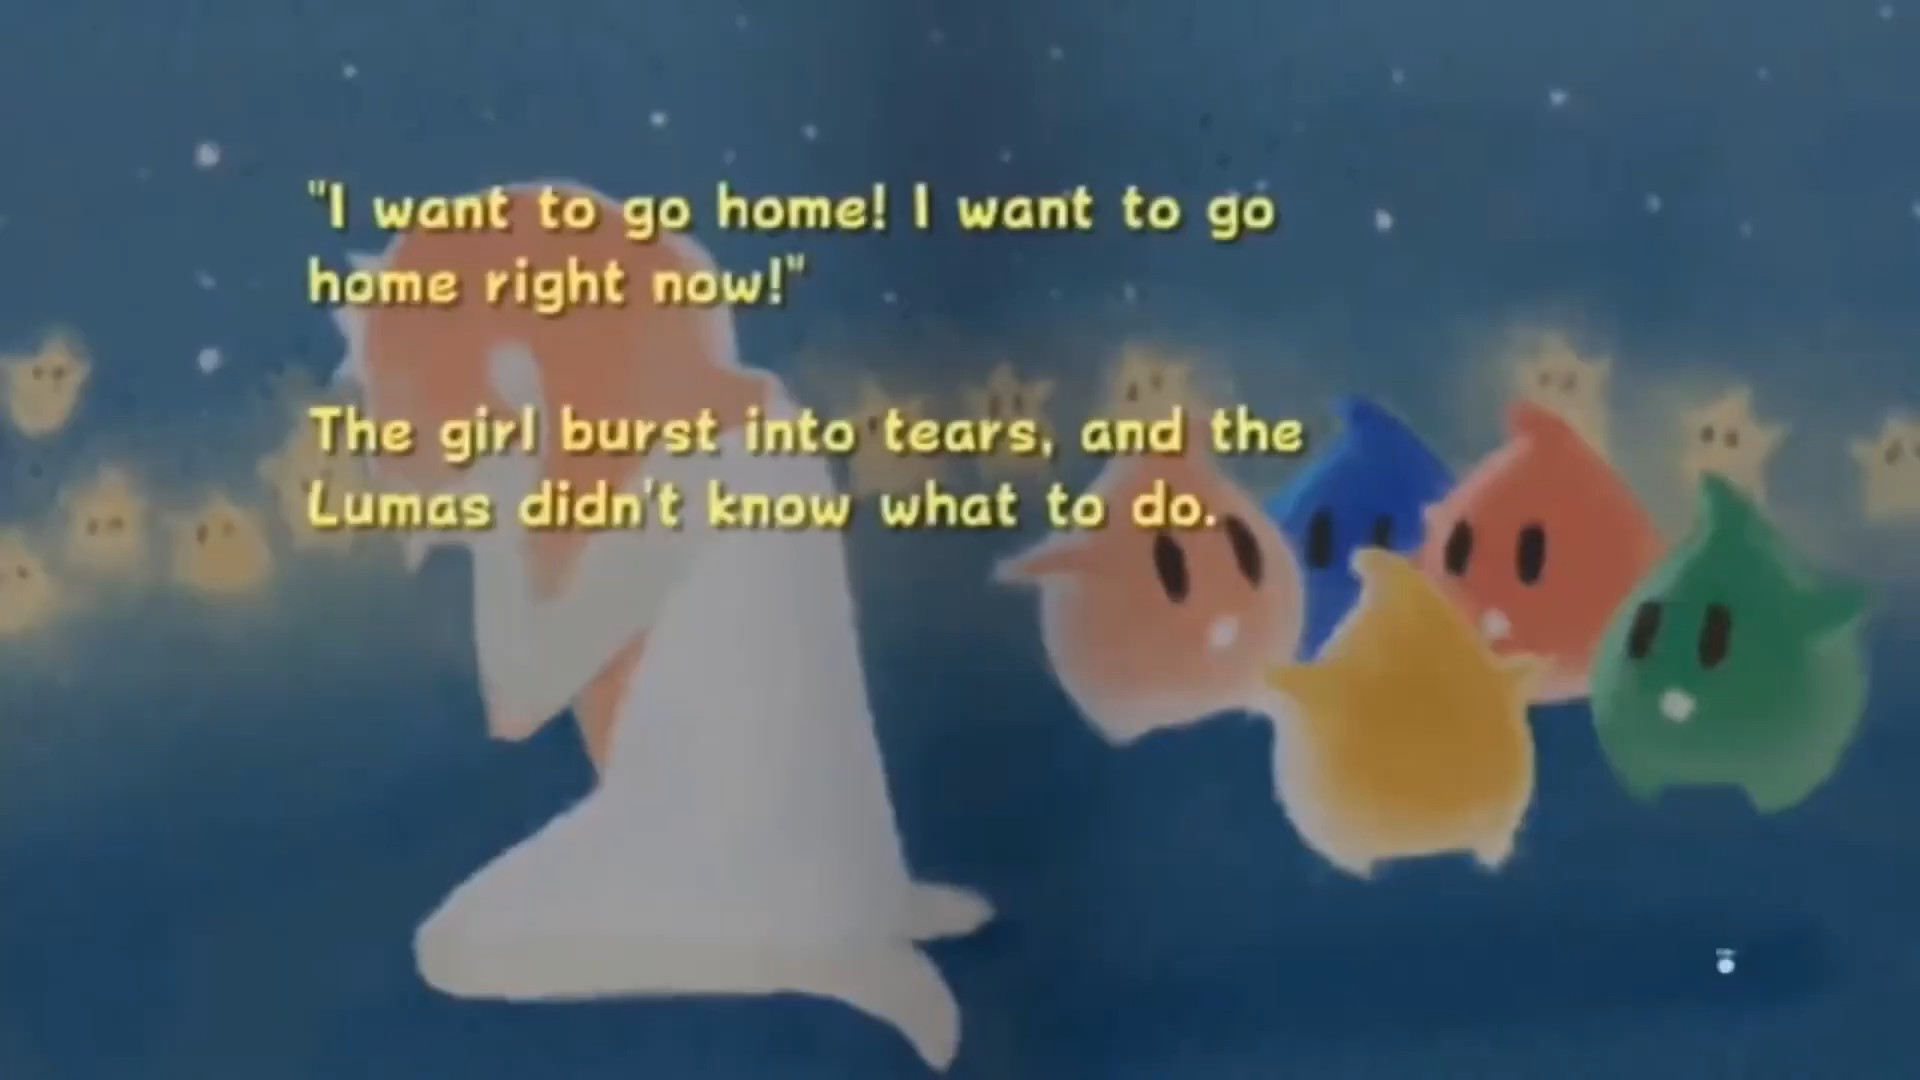 "I want to go home! I want to go
home right now!"
The girl burst into tears, and the
Lumas didn't know what to do.